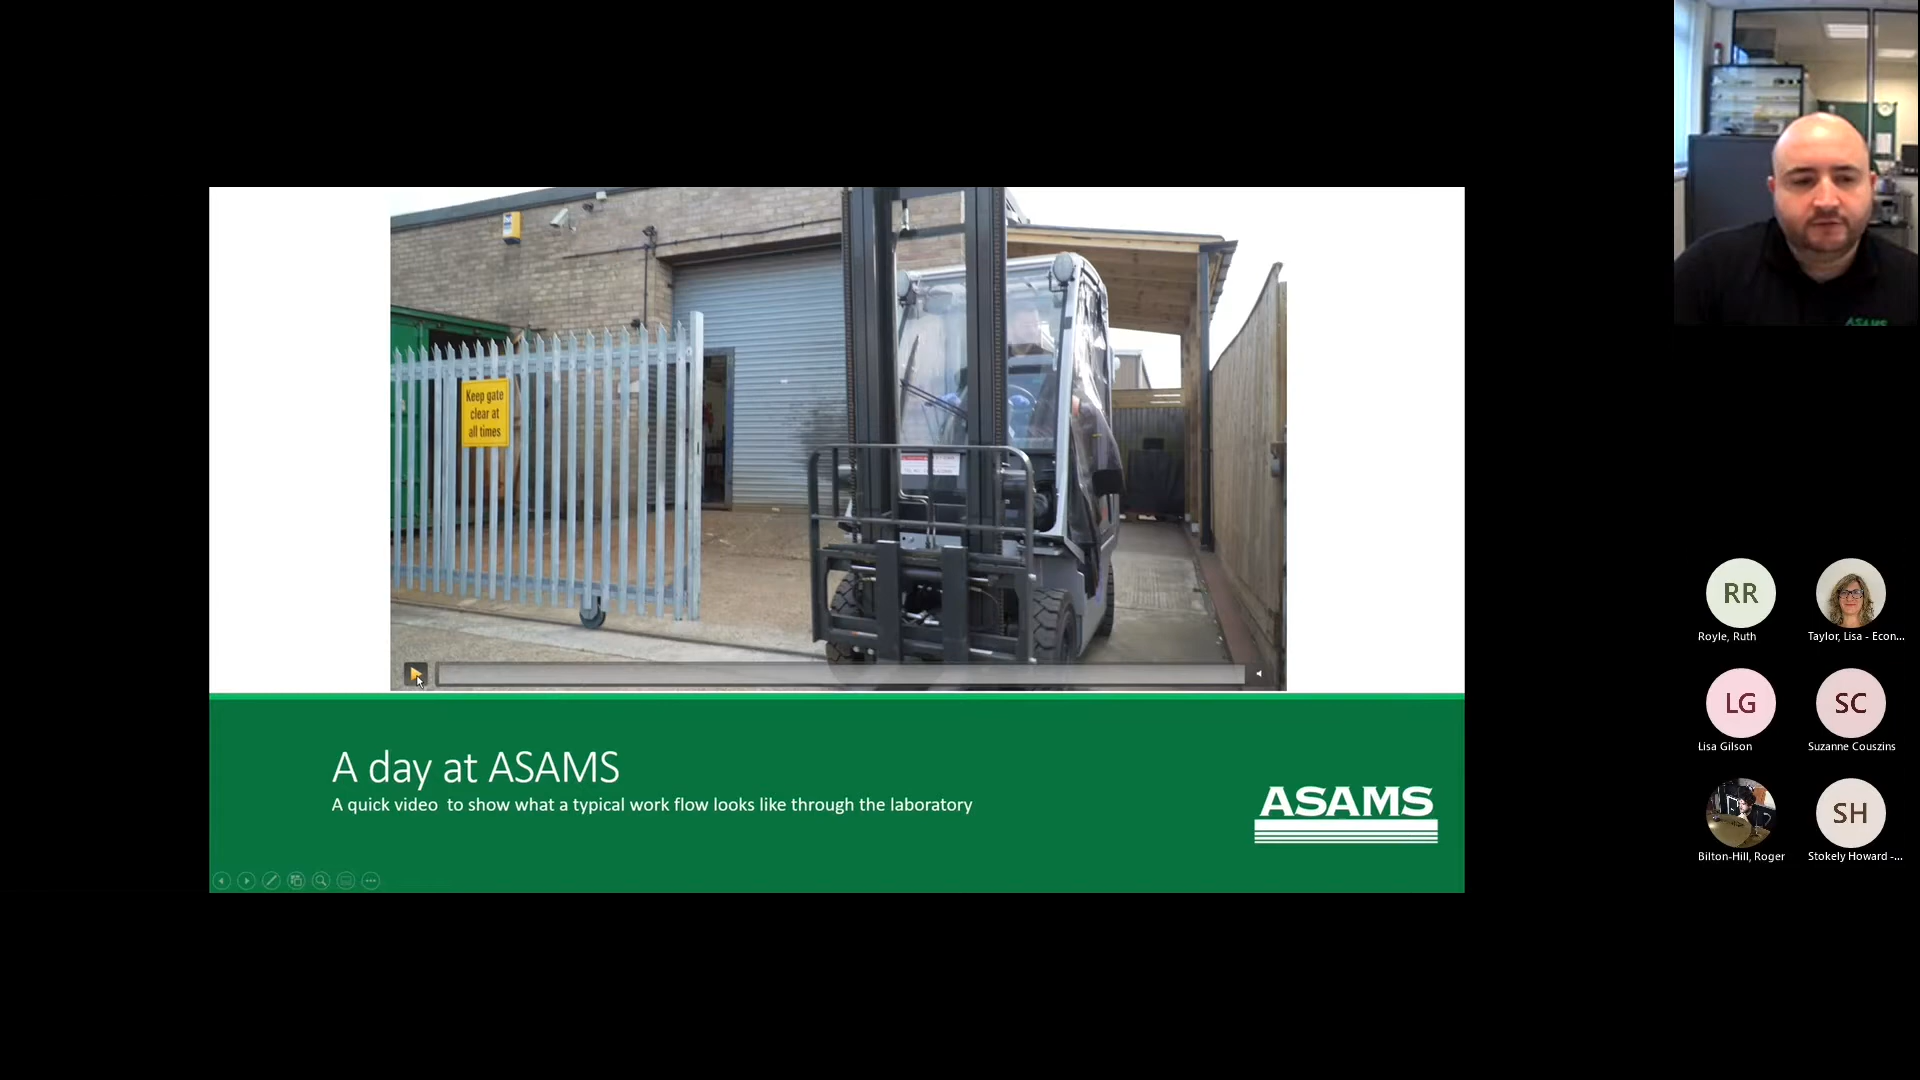 Keep gate
clear at
all times
A day at ASAMS
A quick video to show what a typical work flow looks like through the laboratory
ASAMS
ASAMS
RR
Royle, Ruth
Taylor, Lisa - Econ...
LG
Lisa Gilson
SC
Suzanne Couszins
Bilton-Hill, Roger
SH
Stokely Howard -...